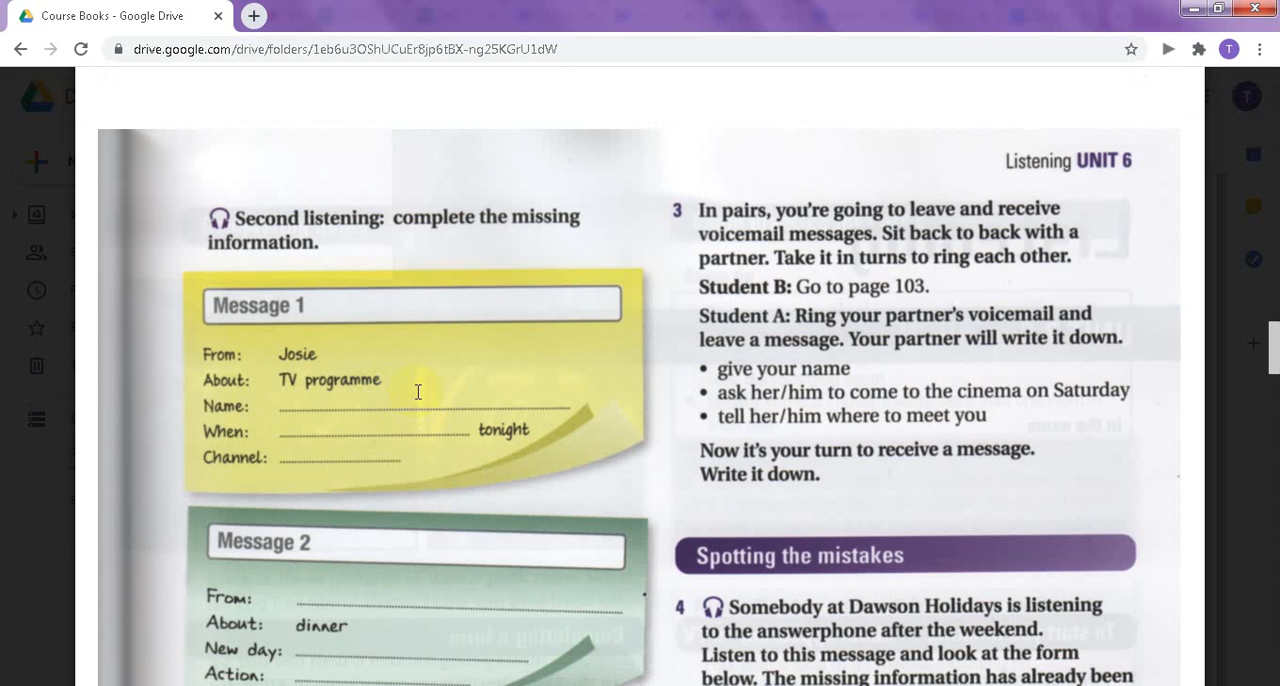 Course Books - Google Drive
drive.google.com/drive/folders/1eb6u3OShUCuEr8jp6tBX-ng25KGrU1dW
T
T
Listening UNIT 6
Second listening: complete the missing
information.
Message 1
From: Josie
About: TV programme
Name:
When: tonight
Channel:
Message 2
From:
About: dinner
New day:
Action:
3 In pairs, you're going to leave and receive
voicemail messages. Sit back to back with a
partner. Take it in turns to ring each other.
Student B: Go to page 103.
Student A: Ring your partner's voicemail and
leave a message. Your partner will write it down.
• give your name
• ask her/him to come to the cinema on Saturday
• tell her/him where to meet you
Now it's your turn to receive a message.
Write it down.
Spotting the mistakes
4 Somebody at Dawson Holidays is listening
to the answerphone after the weekend.
Listen to this message and look at the form
below. The missing information has already been